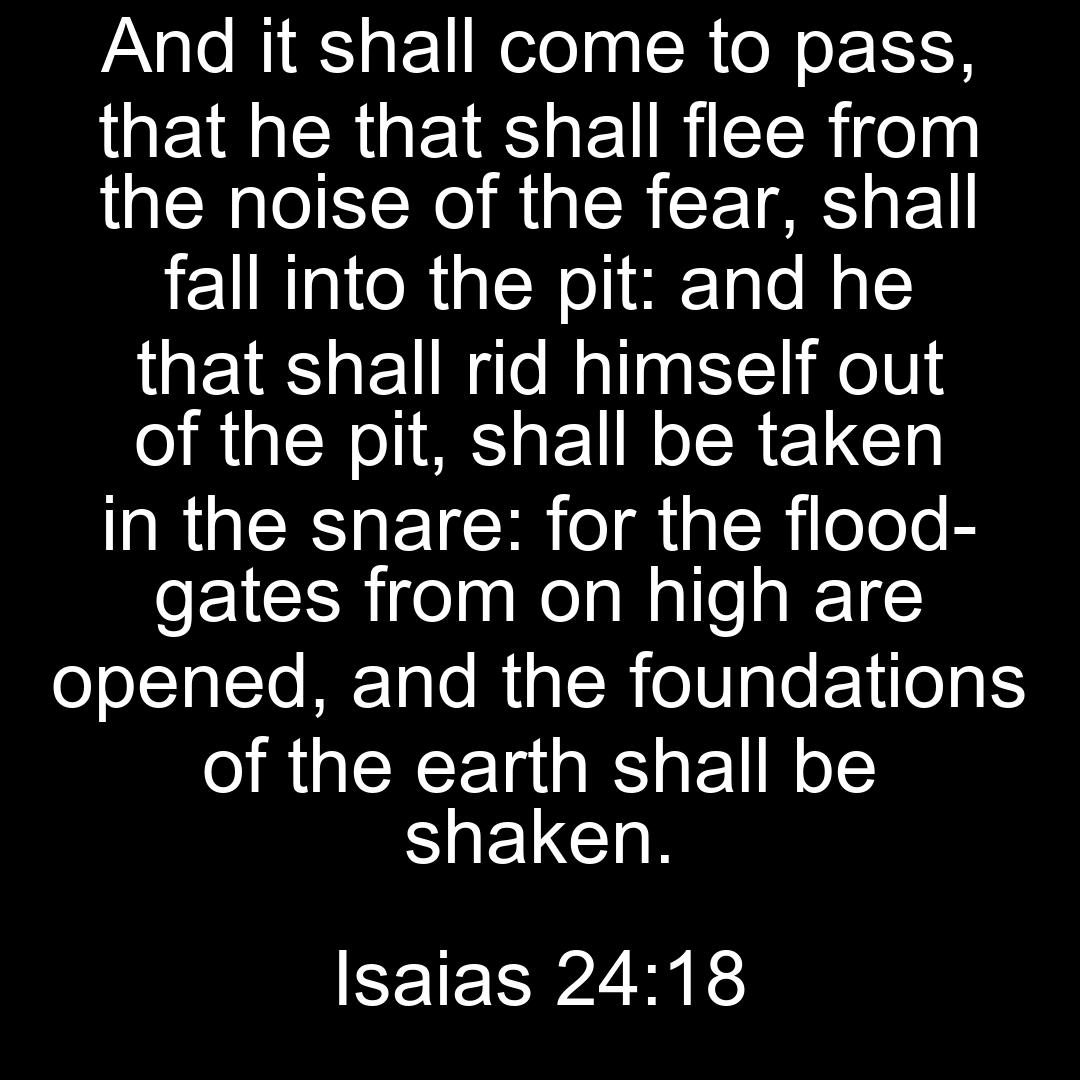 And it shall come to pass,
that he that shall flee from
the noise of the fear, shall
fall into the pit: and he
that shall rid himself out
of the pit, shall be taken
in the snare: for the flood-
gates from on high are
opened, and the foundations
of the earth shall be
shaken.
Isaias 24:18